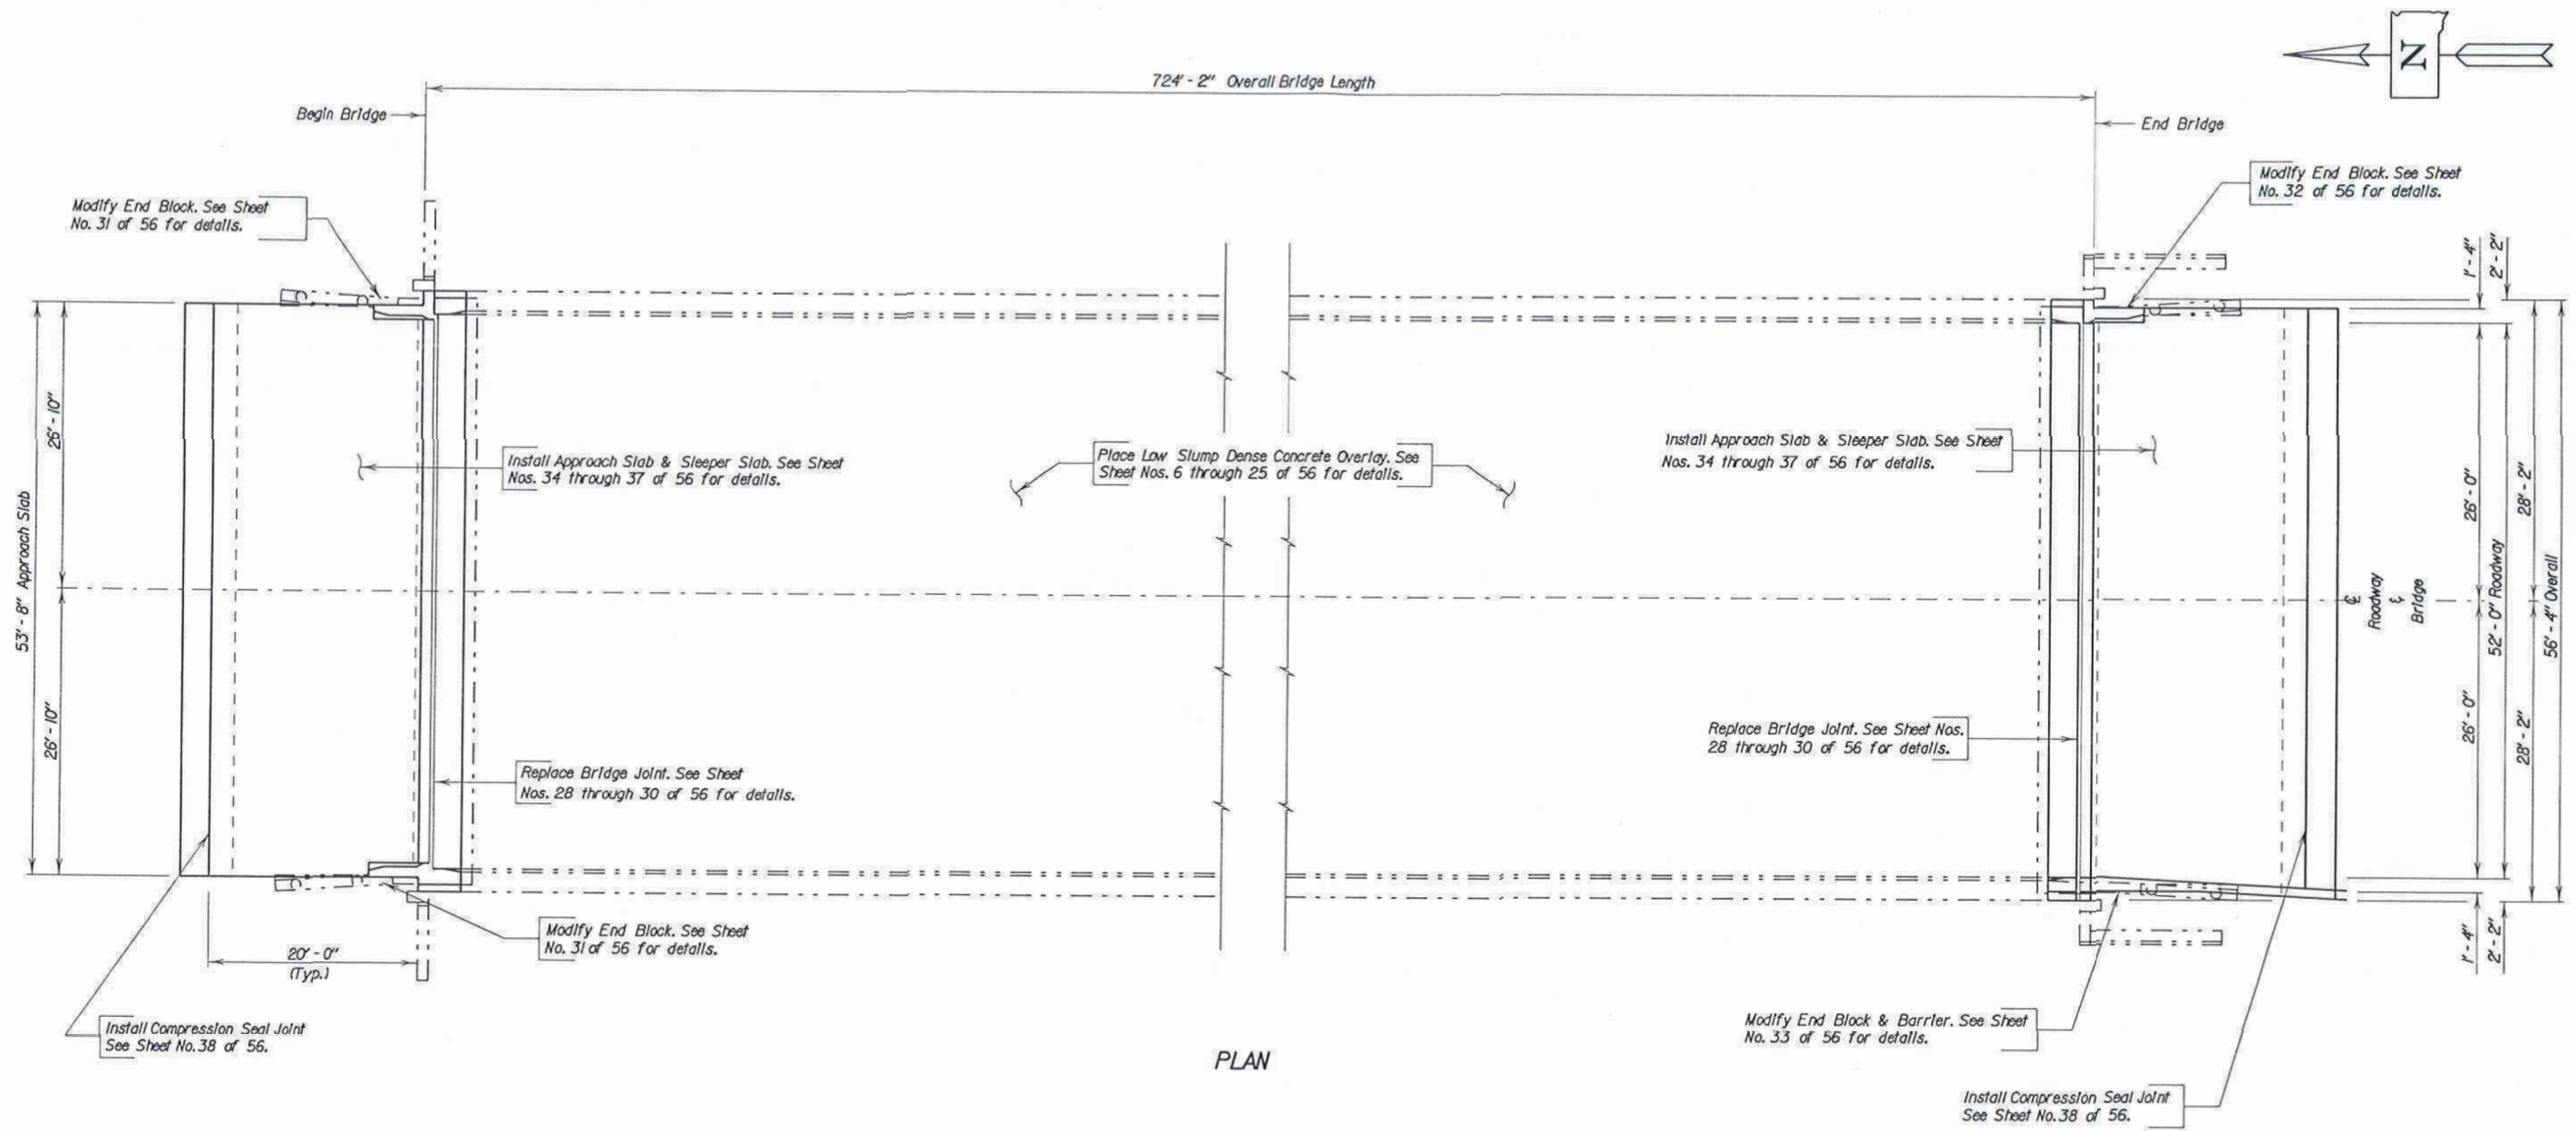 N
724' - 2" Overall Bridge Length
Begin Bridge
End Bridge
Modify End Block. See Sheet
No. 31 of 56 for details.
Modify End Block. See Sheet
No. 32 of 56 for details.
1' - 4"
2' - 2"
53' - 8" Approach Slab
26' - 10"
26' - 10"
Install Approach Slab & Sleeper Slab. See Sheet
Nos. 34 through 37 of 56 for details.
Place Low Slump Dense Concrete Overlay. See
Sheet Nos. 6 through 25 of 56 for details.
Install Approach Slab & Sleeper Slab. See Sheet
Nos. 34 through 37 of 56 for details.
26' - 0"
28' - 2"
52' - 0" Roadway
56' - 4" Overall
℄
Roadway
℄
Bridge
26' - 0"
28' - 2"
Replace Bridge Joint. See Sheet
Nos. 28 through 30 of 56 for details.
Replace Bridge Joint. See Sheet Nos.
28 through 30 of 56 for details.
Modify End Block. See Sheet
No. 31 of 56 for details.
20' - 0"
(Typ.)
1' - 4"
2' - 2"
Install Compression Seal Joint
See Sheet No. 38 of 56.
Modify End Block & Barrier. See Sheet
No. 33 of 56 for details.
PLAN
Install Compression Seal Joint
See Sheet No. 38 of 56.